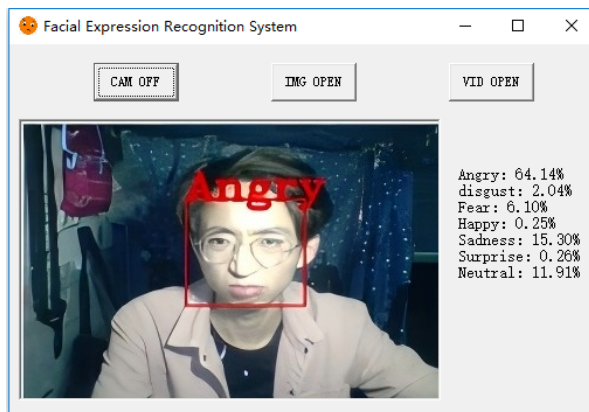 Facial Expression Recognition System
CAM OFF
IMG OPEN
VID OPEN
Angry
Angry: 64.14%
disgust: 2.04%
Fear: 6.10%
Happy: 0.25%
Sadness: 15.30%
Surprise: 0.26%
Neutral: 11.91%